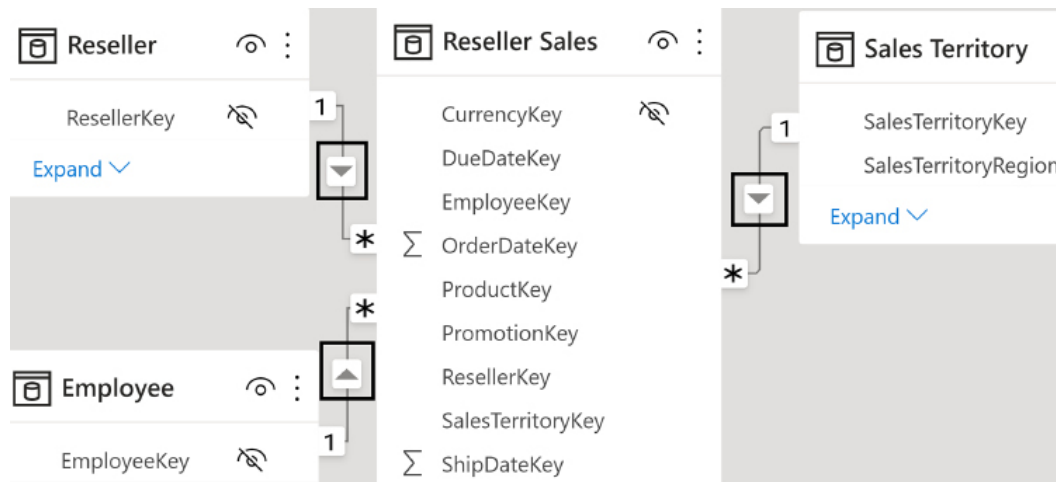 Reseller
ResellerKey
Expand
1
*
Employee
EmployeeKey
1
*
Reseller Sales
CurrencyKey
DueDateKey
EmployeeKey
∑ OrderDateKey
ProductKey
PromotionKey
ResellerKey
SalesTerritoryKey
∑ ShipDateKey
1
*
Sales Territory
SalesTerritoryKey
SalesTerritoryRegion
Expand